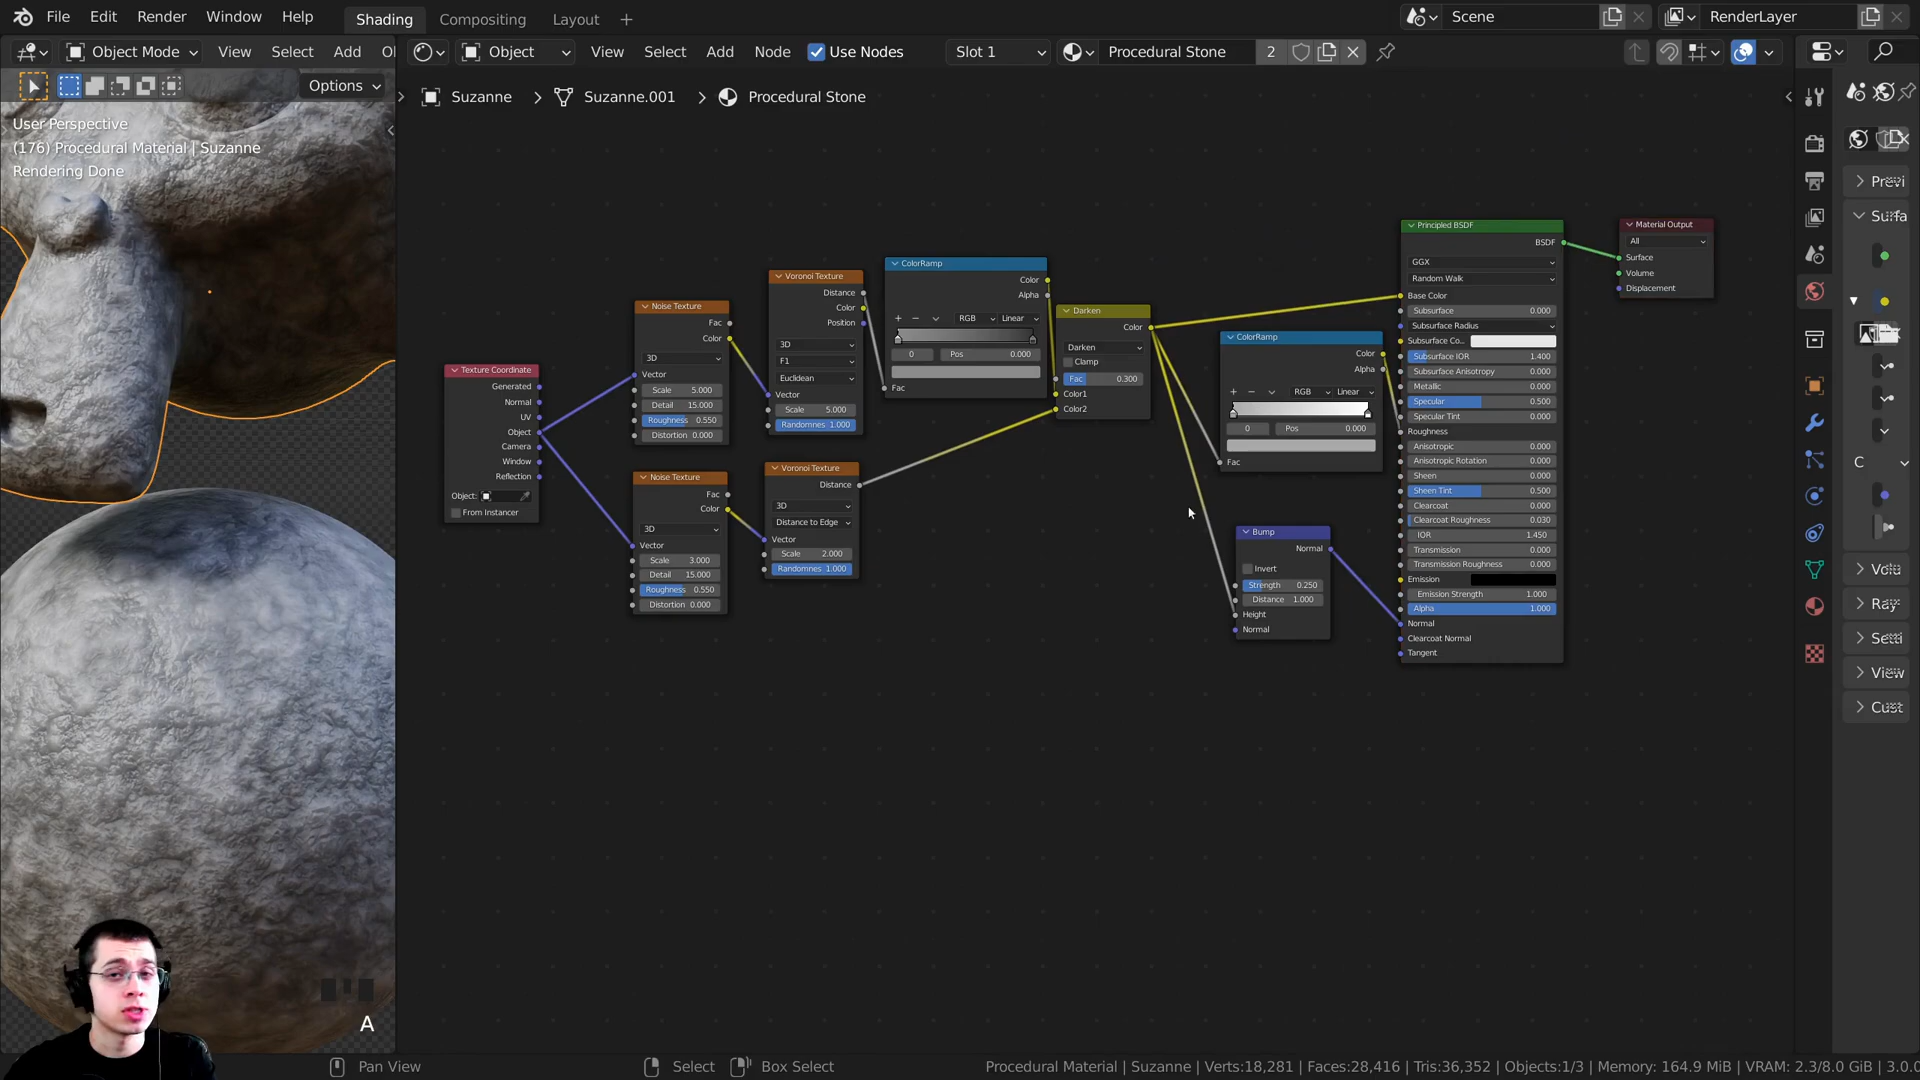 File Edit Render Window Help Shading Compositing Layout + Scene RenderLayer
Object Mode View Select Add Object View Select Add Node Use Nodes Slot 1 Procedural Stone 2
Options
Suzanne > Suzanne.001 > Procedural Stone
User Perspective
(176) Procedural Material | Suzanne
Rendering Done
Texture Coordinate
Generated
Normal
UV
Object
Camera
Window
Reflection
Object:
From Instancer
Noise Texture
Fac
Color
3D
Vector
Scale 5.000
Detail 15.000
Roughness 0.550
Distortion 0.000
Noise Texture
Fac
Color
3D
Vector
Scale 3.000
Detail 15.000
Roughness 0.550
Distortion 0.000
Voronoi Texture
Distance
Color
Position
3D
F1
Euclidean
Vector
Scale 5.000
Randomnes 1.000
Voronoi Texture
Distance
3D
Distance to Edge
Vector
Scale 2.000
Randomnes 1.000
ColorRamp
Color
Alpha
+ − RGB Linear
0 Pos 0.000
Fac
Darken
Color
Darken
Clamp
Fac 0.300
Color1
Color2
ColorRamp
Color
Alpha
+ − RGB Linear
0 Pos 0.000
Fac
Bump
Normal
Invert
Strength 0.250
Distance 1.000
Height
Normal
Principled BSDF
BSDF
GGX
Random Walk
Base Color
Subsurface 0.000
Subsurface Radius
Subsurface Co...
Subsurface IOR 1.400
Subsurface Anisotropy 0.000
Metallic 0.000
Specular 0.500
Specular Tint 0.000
Roughness
Anisotropic 0.000
Anisotropic Rotation 0.000
Sheen 0.000
Sheen Tint 0.500
Clearcoat 0.000
Clearcoat Roughness 0.030
IOR 1.450
Transmission 0.000
Transmission Roughness 0.000
Emission
Emission Strength 1.000
Alpha 1.000
Normal
Clearcoat Normal
Tangent
Material Output
All
Surface
Volume
Displacement
Previ
Surfa
C
Volu
Ray
Setti
View
Cust
A
Pan View Select Box Select Procedural Material | Suzanne | Verts:18,281 | Faces:28,416 | Tris:36,352 | Objects:1/3 | Memory: 164.9 MiB | VRAM: 2.3/8.0 GiB | 3.0.0